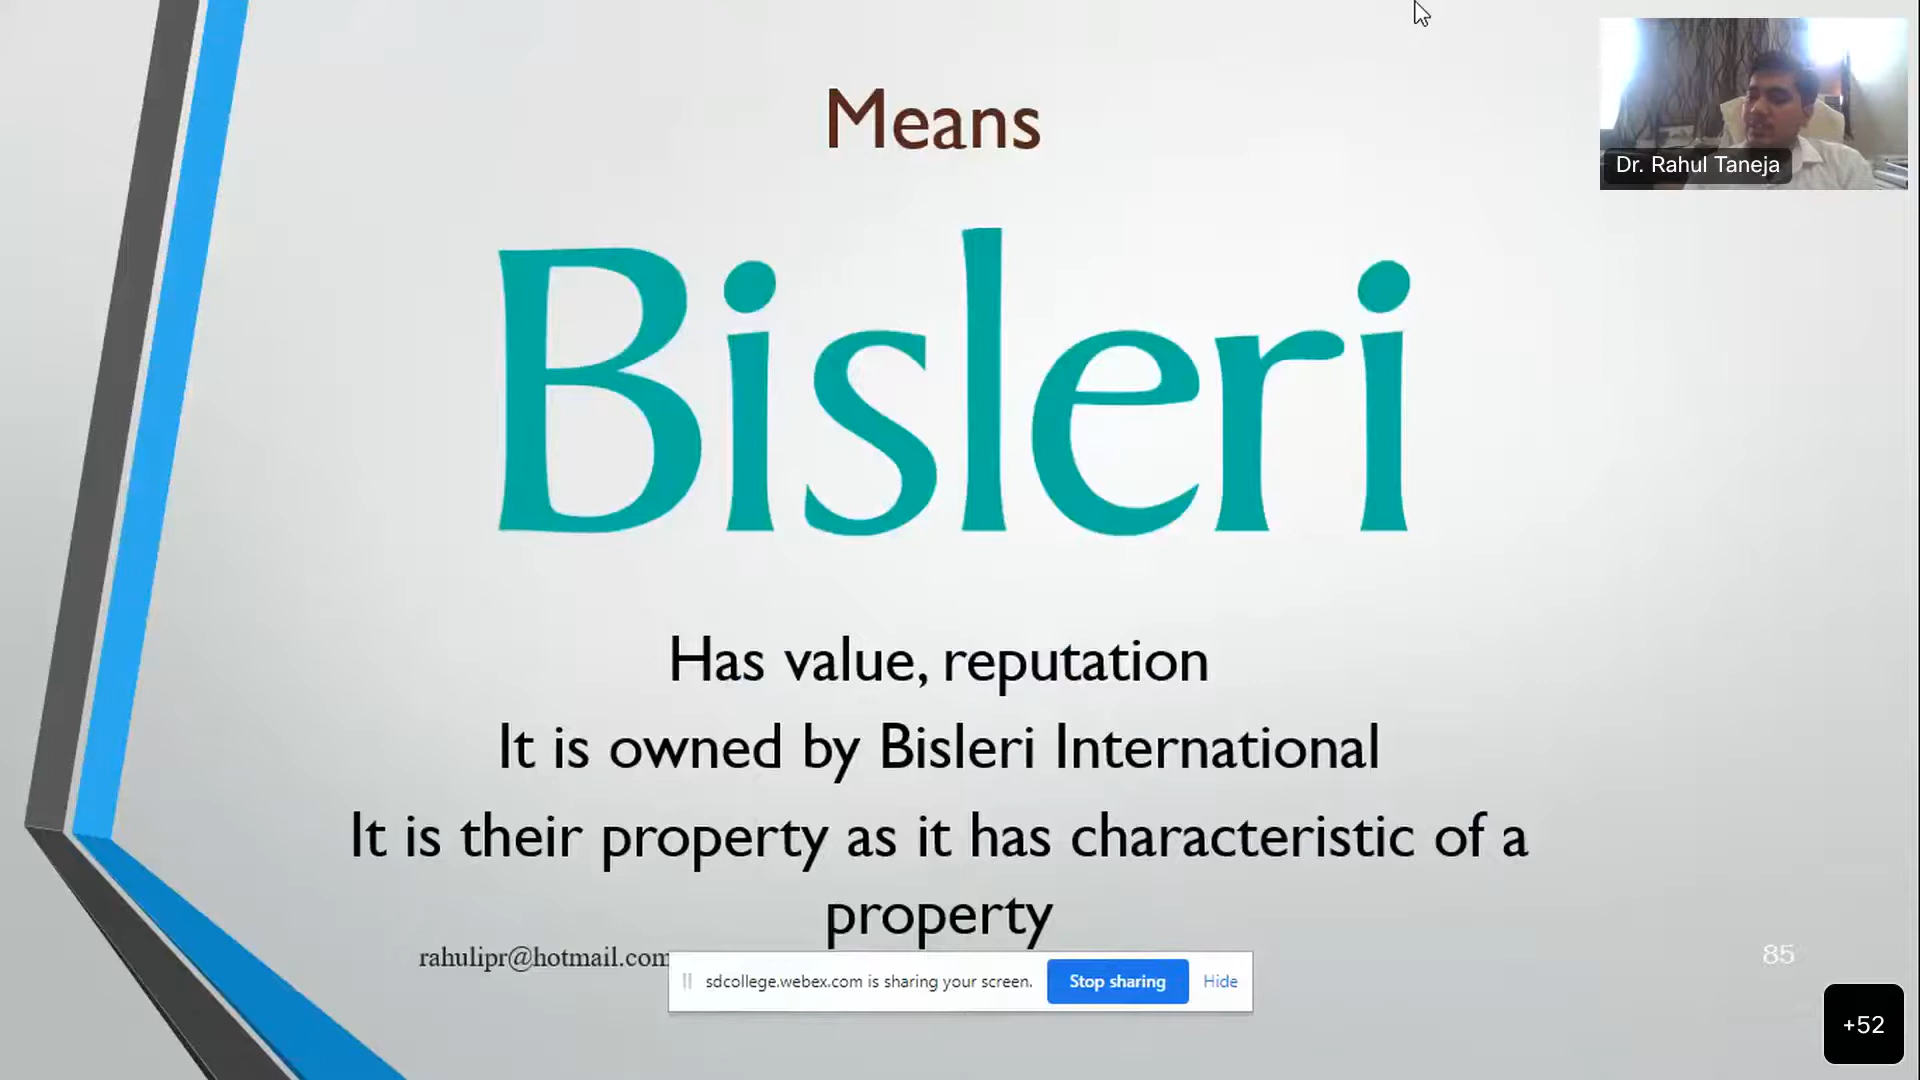 Means
Dr. Rahul Taneja
Bisleri
Has value, reputation
It is owned by Bisleri International
It is their property as it has characteristic of a
property
rahulipr@hotmail.com
85
sdcollege.webex.com is sharing your screen. Stop sharing Hide
+52